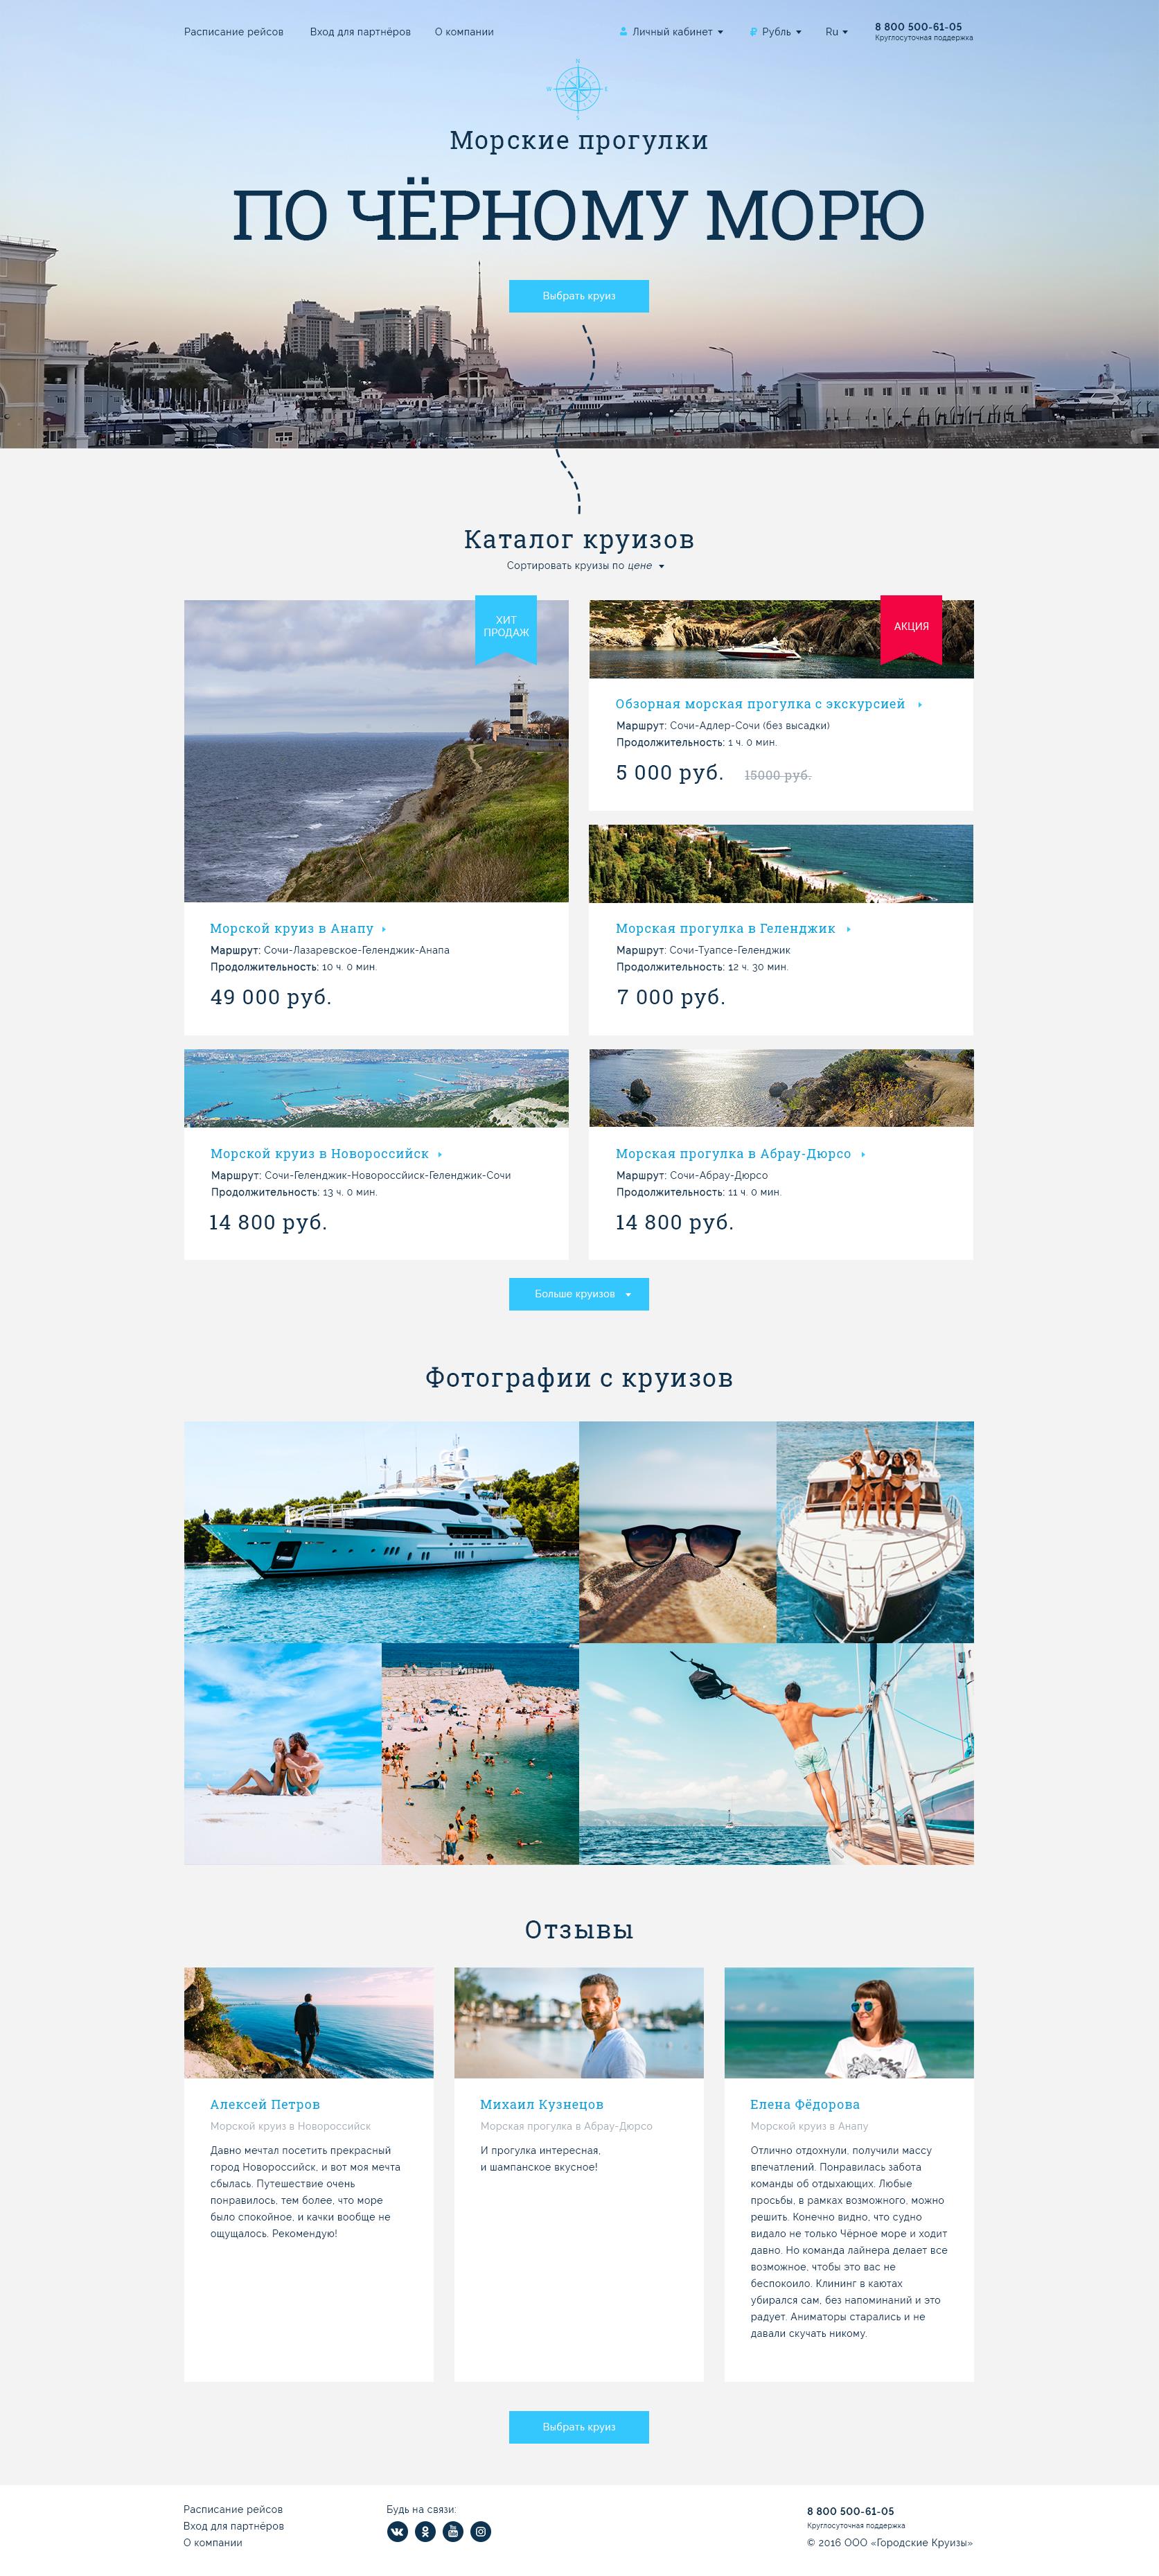 Расписание рейсов
Вход для партнёров
О компании
Личный кабинет
Рубль
Ru
8 800 500-61-05
Круглосуточная поддержка
N
W
E
S
Морские прогулки
ПО ЧЁРНОМУ МОРЮ
Выбрать круиз
Каталог круизов
Сортировать круизы по цене
ХИТ
ПРОДАЖ
Морской круиз в Анапу
Маршрут: Сочи-Лазаревское-Геленджик-Анапа
Продолжительность: 10 ч. 0 мин.
49 000 руб.
АКЦИЯ
Обзорная морская прогулка с экскурсией
Маршрут: Сочи-Адлер-Сочи (без высадки)
Продолжительность: 1 ч. 0 мин.
5 000 руб. 15000 руб.
Морская прогулка в Геленджик
Маршрут: Сочи-Туапсе-Геленджик
Продолжительность: 12 ч. 30 мин.
7 000 руб.
Морской круиз в Новороссийск
Маршрут: Сочи-Геленджик-Новороссйиск-Геленджик-Сочи
Продолжительность: 13 ч. 0 мин.
14 800 руб.
Морская прогулка в Абрау-Дюрсо
Маршрут: Сочи-Абрау-Дюрсо
Продолжительность: 11 ч. 0 мин.
14 800 руб.
Больше круизов
Фотографии с круизов
Отзывы
Алексей Петров
Морской круиз в Новороссийск
Давно мечтал посетить прекрасный
город Новороссийск, и вот моя мечта
сбылась. Путешествие очень
понравилось, тем более, что море
было спокойное, и качки вообще не
ощущалось. Рекомендую!
Михаил Кузнецов
Морская прогулка в Абрау-Дюрсо
И прогулка интересная,
и шампанское вкусное!
Елена Фёдорова
Морской круиз в Анапу
Отлично отдохнули, получили массу
впечатлений. Понравилась забота
команды об отдыхающих. Любые
просьбы, в рамках возможного, можно
решить. Конечно видно, что судно
видало не только Чёрное море и ходит
давно. Но команда лайнера делает все
возможное, чтобы это вас не
беспокоило. Клининг в каютах
убирался сам, без напоминаний и это
радует. Аниматоры старались и не
давали скучать никому.
Выбрать круиз
Расписание рейсов
Вход для партнёров
О компании
Будь на связи:
You
8 800 500-61-05
Круглосуточная поддержка
© 2016 ООО «Городские Круизы»